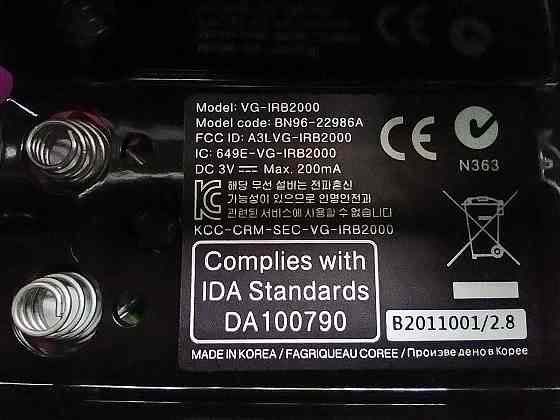 Model: VG-IRB2000
Model code: BN96-22986A
FCC ID: A3LVG-IRB2000
IC: 649E-VG-IRB2000
DC 3V ⎓ Max. 200mA
해당 무선 설비는 전파혼신
가능성이 있으므로 인명안전과
관련된 서비스에 사용할 수 없습니다
KCC-CRM-SEC-VG-IRB2000
CE
N363
Complies with
IDA Standards
DA100790
B2011001/2.8
MADE IN KOREA / FAGRIQUEAU COREE / Произведено в Корее